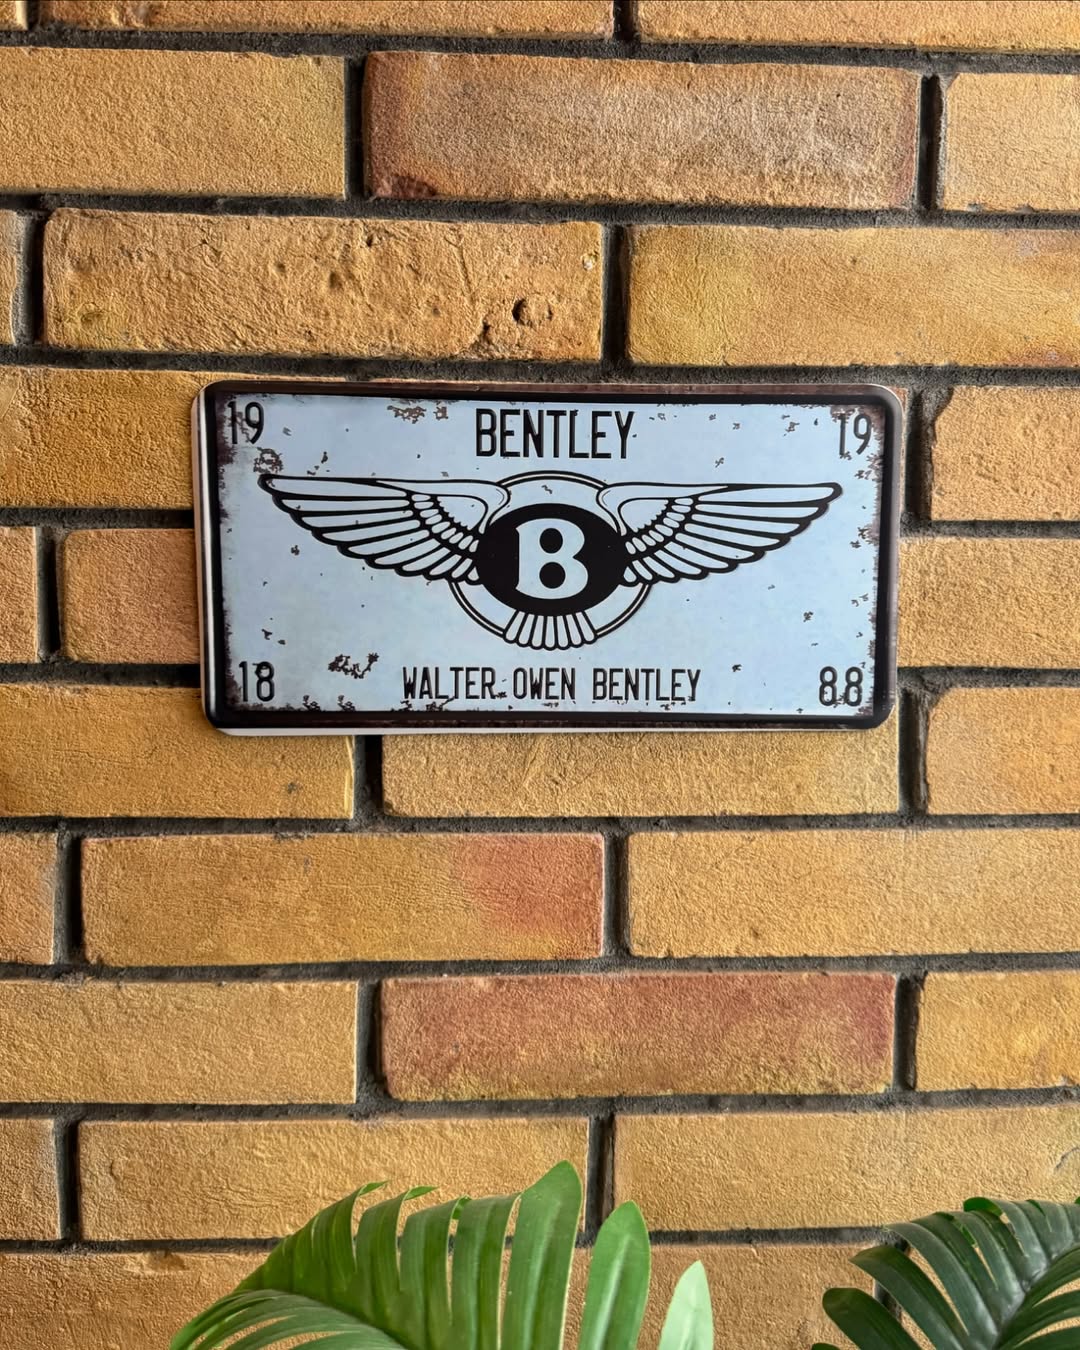 19 BENTLEY 19
B
18 WALTER OWEN BENTLEY 88